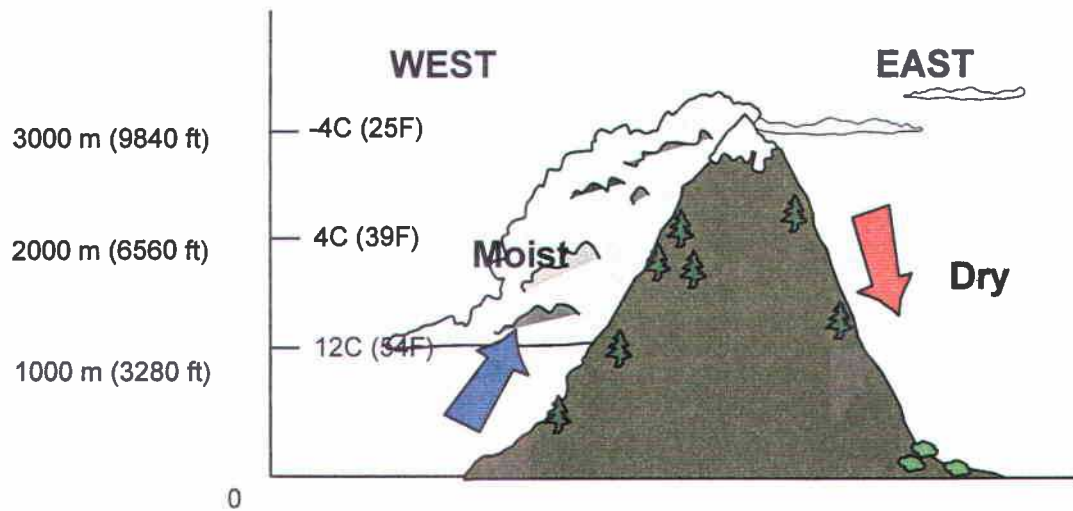 WEST
EAST
3000 m (9840 ft)
-4C (25F)
2000 m (6560 ft)
4C (39F)
Moist
Dry
12C (54F)
1000 m (3280 ft)
0